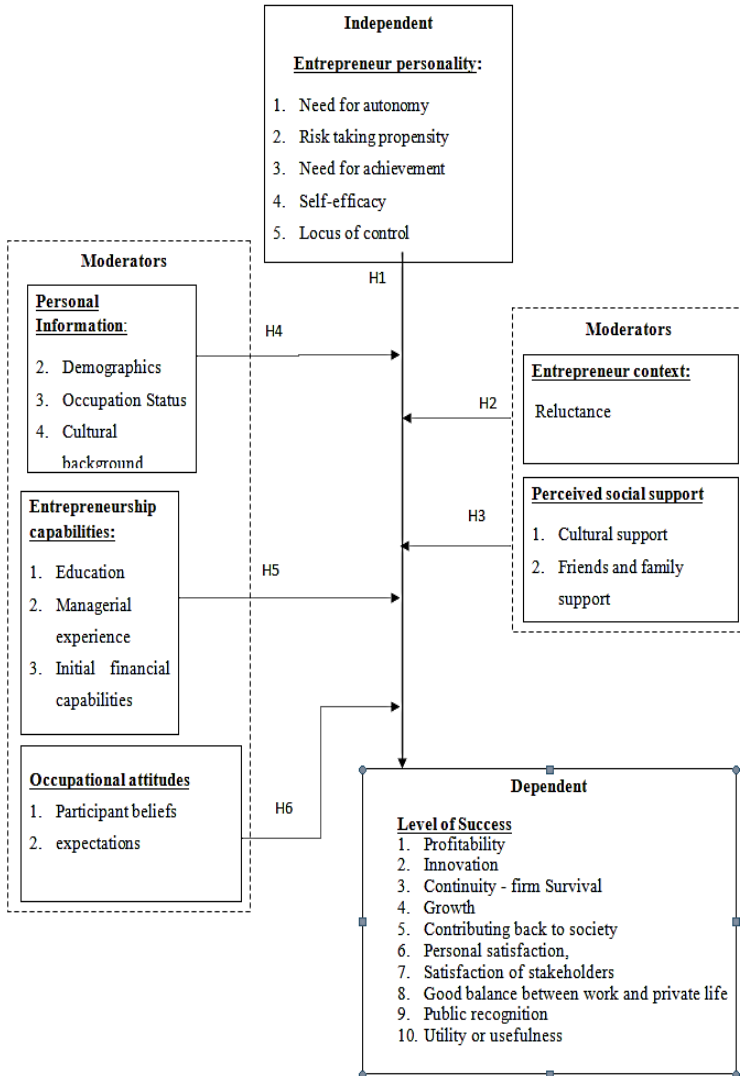 Independent
Entrepreneur personality:
1. Need for autonomy
2. Risk taking propensity
3. Need for achievement
4. Self-efficacy
5. Locus of control
H1
Moderators
Personal
Information:
2. Demographics
3. Occupation Status
4. Cultural
background
H4
Entrepreneurship
capabilities:
1. Education
2. Managerial
experience
3. Initial financial
capabilities
H5
Occupational attitudes
1. Participant beliefs
2. expectations
H6
Moderators
Entrepreneur context:
Reluctance
H2
Perceived social support
1. Cultural support
2. Friends and family
support
H3
Dependent
Level of Success
1. Profitability
2. Innovation
3. Continuity - firm Survival
4. Growth
5. Contributing back to society
6. Personal satisfaction,
7. Satisfaction of stakeholders
8. Good balance between work and private life
9. Public recognition
10. Utility or usefulness